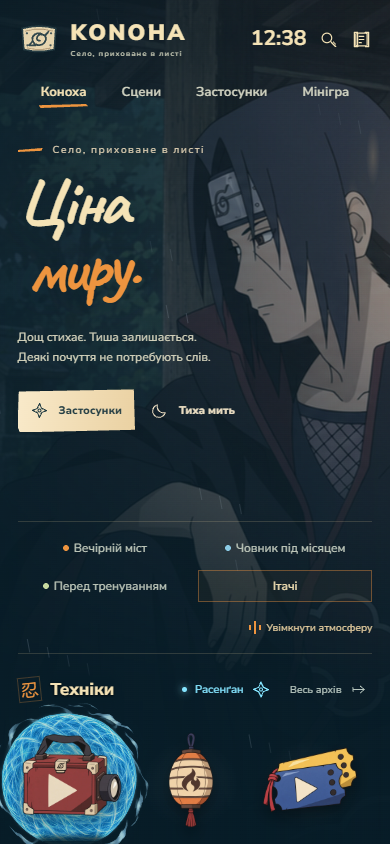 KONOHA
Село, приховане в листі
12:38
Коноха
Сцени
Застосунки
Мінігра
Село, приховане в листі
Ціна
миру.
Дощ стихає. Тиша залишається.
Деякі почуття не потребують слів.
Застосунки
Тиха мить
Вечірній міст
Човник під місяцем
Перед тренуванням
Ітачі
Увімкнути атмосферу
忍
Техніки
Расенґан
Весь архів